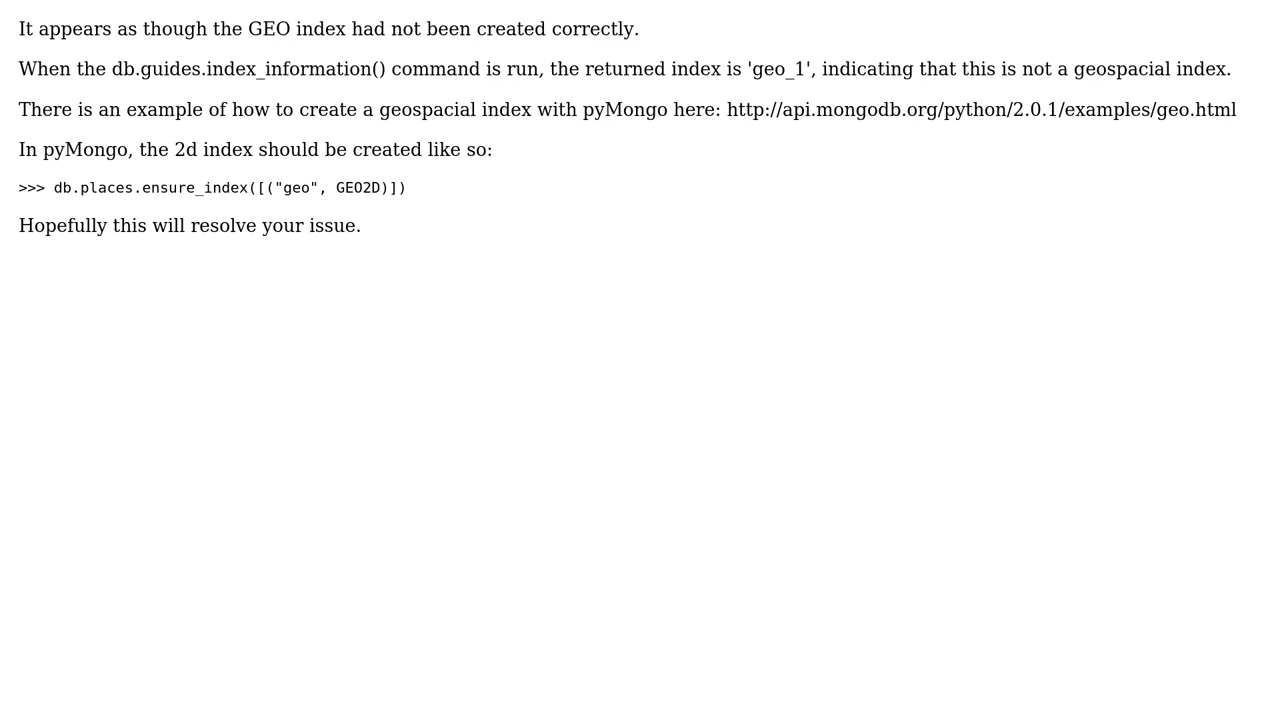 It appears as though the GEO index had not been created correctly.
When the db.guides.index_information() command is run, the returned index is 'geo_1', indicating that this is not a geospacial index.
There is an example of how to create a geospacial index with pyMongo here: http://api.mongodb.org/python/2.0.1/examples/geo.html
In pyMongo, the 2d index should be created like so:
>>> db.places.ensure_index([("geo", GEO2D)])
Hopefully this will resolve your issue.